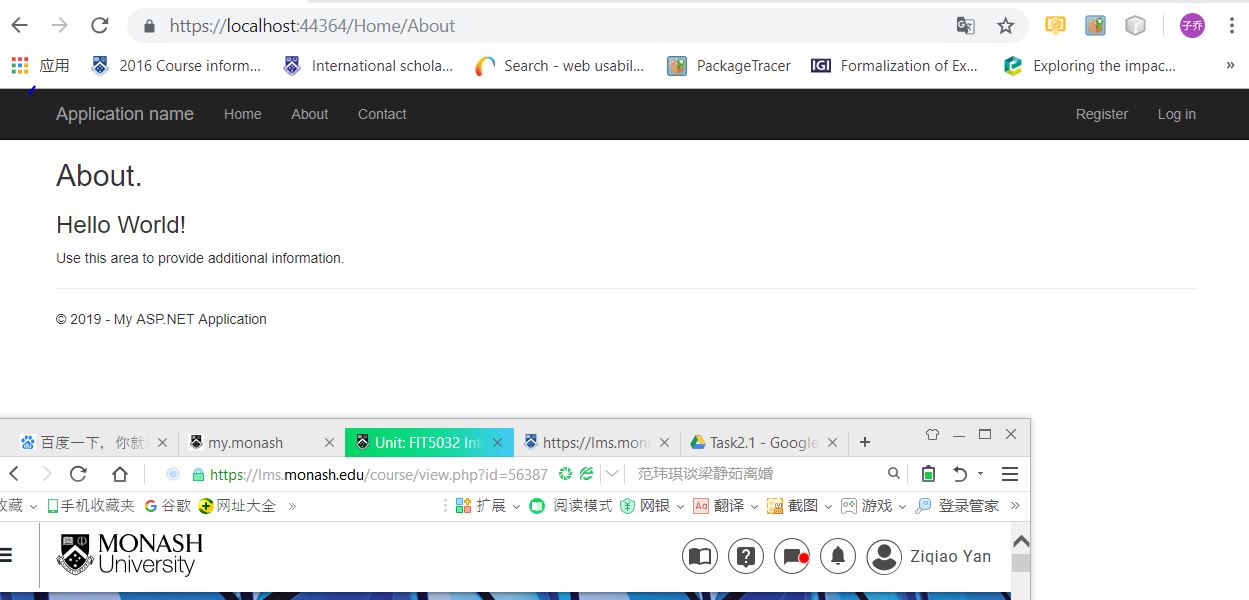 https://localhost:44364/Home/About
子乔
应用 2016 Course inform... International schola... Search - web usabil... PackageTracer IGI Formalization of Ex... Exploring the impac... »
Application name Home About Contact Register Log in
About.
Hello World!
Use this area to provide additional information.
© 2019 - My ASP.NET Application
百度一下，你就 my.monash Unit: FIT5032 Int https://lms.mon Task2.1 - Google
https://lms.monash.edu/course/view.php?id=56387 范玮琪谈梁静茹离婚
收藏 手机收藏夹 谷歌 网址大全 » 扩展 阅读模式 网银 Aa 翻译 截图 游戏 登录管家 »
MONASH
University
Ziqiao Yan